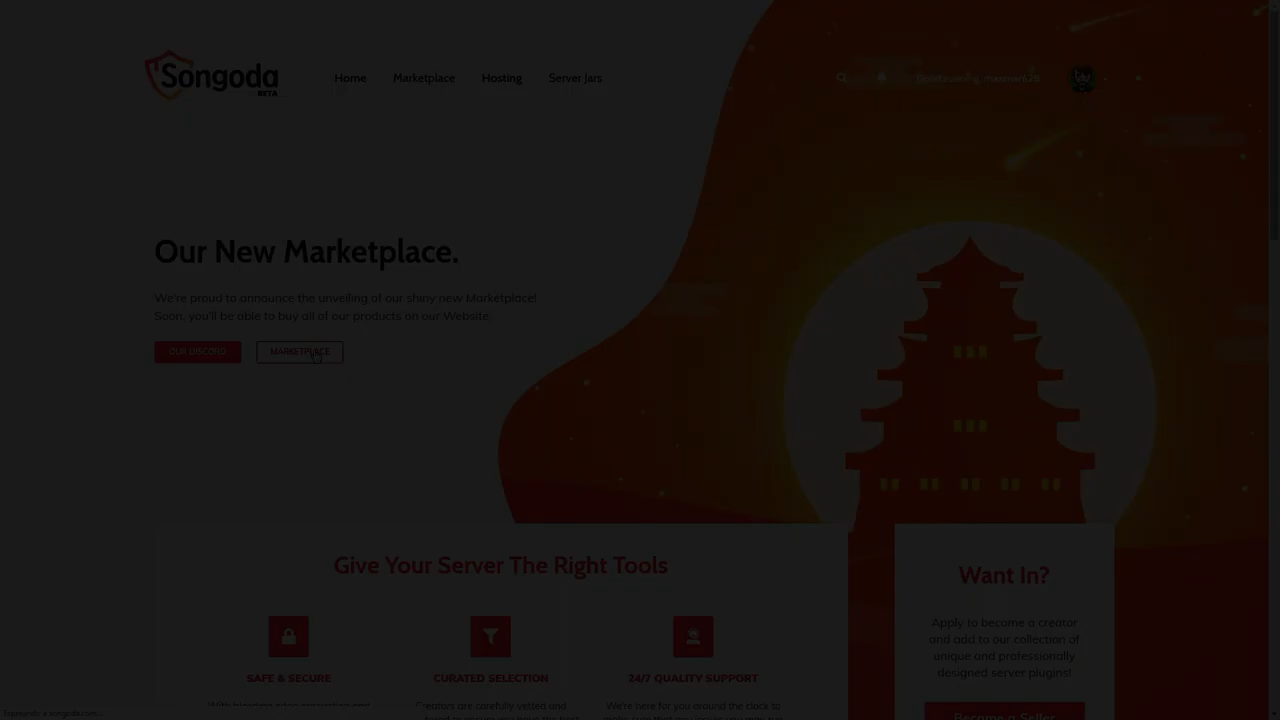 Songoda
BETA
Home
Marketplace
Hosting
Server Jars
Our New Marketplace.
We're proud to announce the unveiling of our shiny new Marketplace!
Soon, you'll be able to buy all of our products on our Website.
OUR DISCORD
MARKETPLACE
Give Your Server The Right Tools
SAFE & SECURE
CURATED SELECTION
24/7 QUALITY SUPPORT
Creators are carefully vetted and
We're here for you around the clock to
Want In?
Apply to become a creator
and add to our collection of
unique and professionally
designed server plugins!
Become a Seller